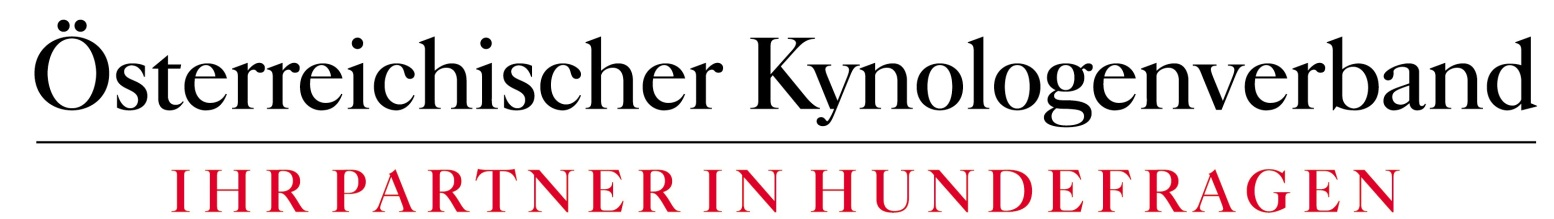 Österreichischer Kynologenverband
IHR PARTNER IN HUNDEFRAGEN